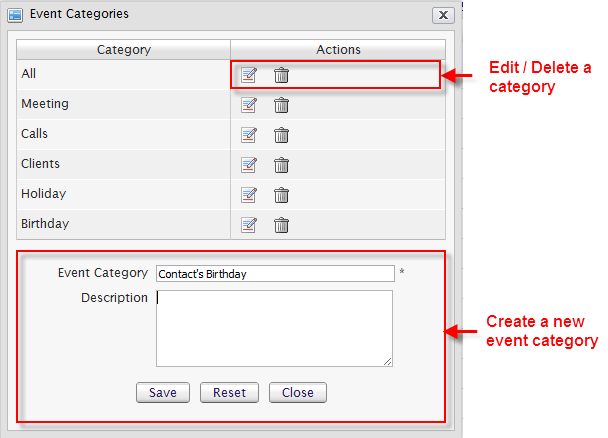 Event Categories
Category Actions
All
Edit / Delete a
category
Meeting
Calls
Clients
Holiday
Birthday
Event Category Contact's Birthday *
Description
Create a new
event category
Save Reset Close